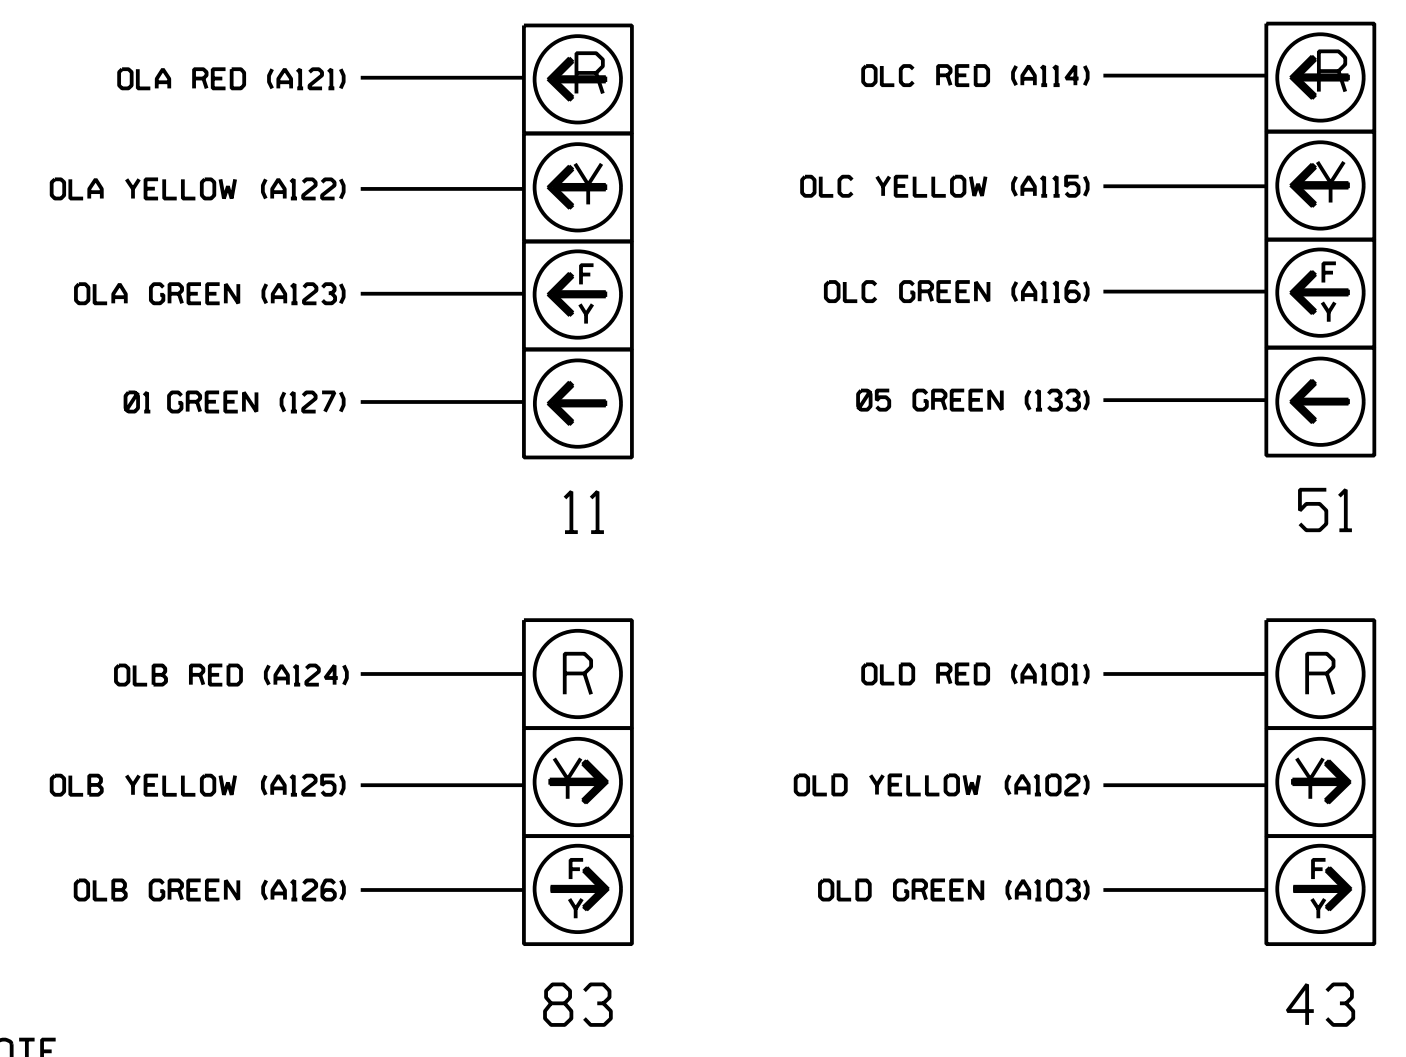 OLA RED (A121)
R
OLA YELLOW (A122)
Y
OLA GREEN (A123)
F
Y
Ø1 GREEN (127)
11
OLC RED (A114)
R
OLC YELLOW (A115)
Y
OLC GREEN (A116)
F
Y
Ø5 GREEN (133)
51
OLB RED (A124)
R
OLB YELLOW (A125)
Y
OLB GREEN (A126)
F
Y
83
OLD RED (A101)
R
OLD YELLOW (A102)
Y
OLD GREEN (A103)
F
Y
43